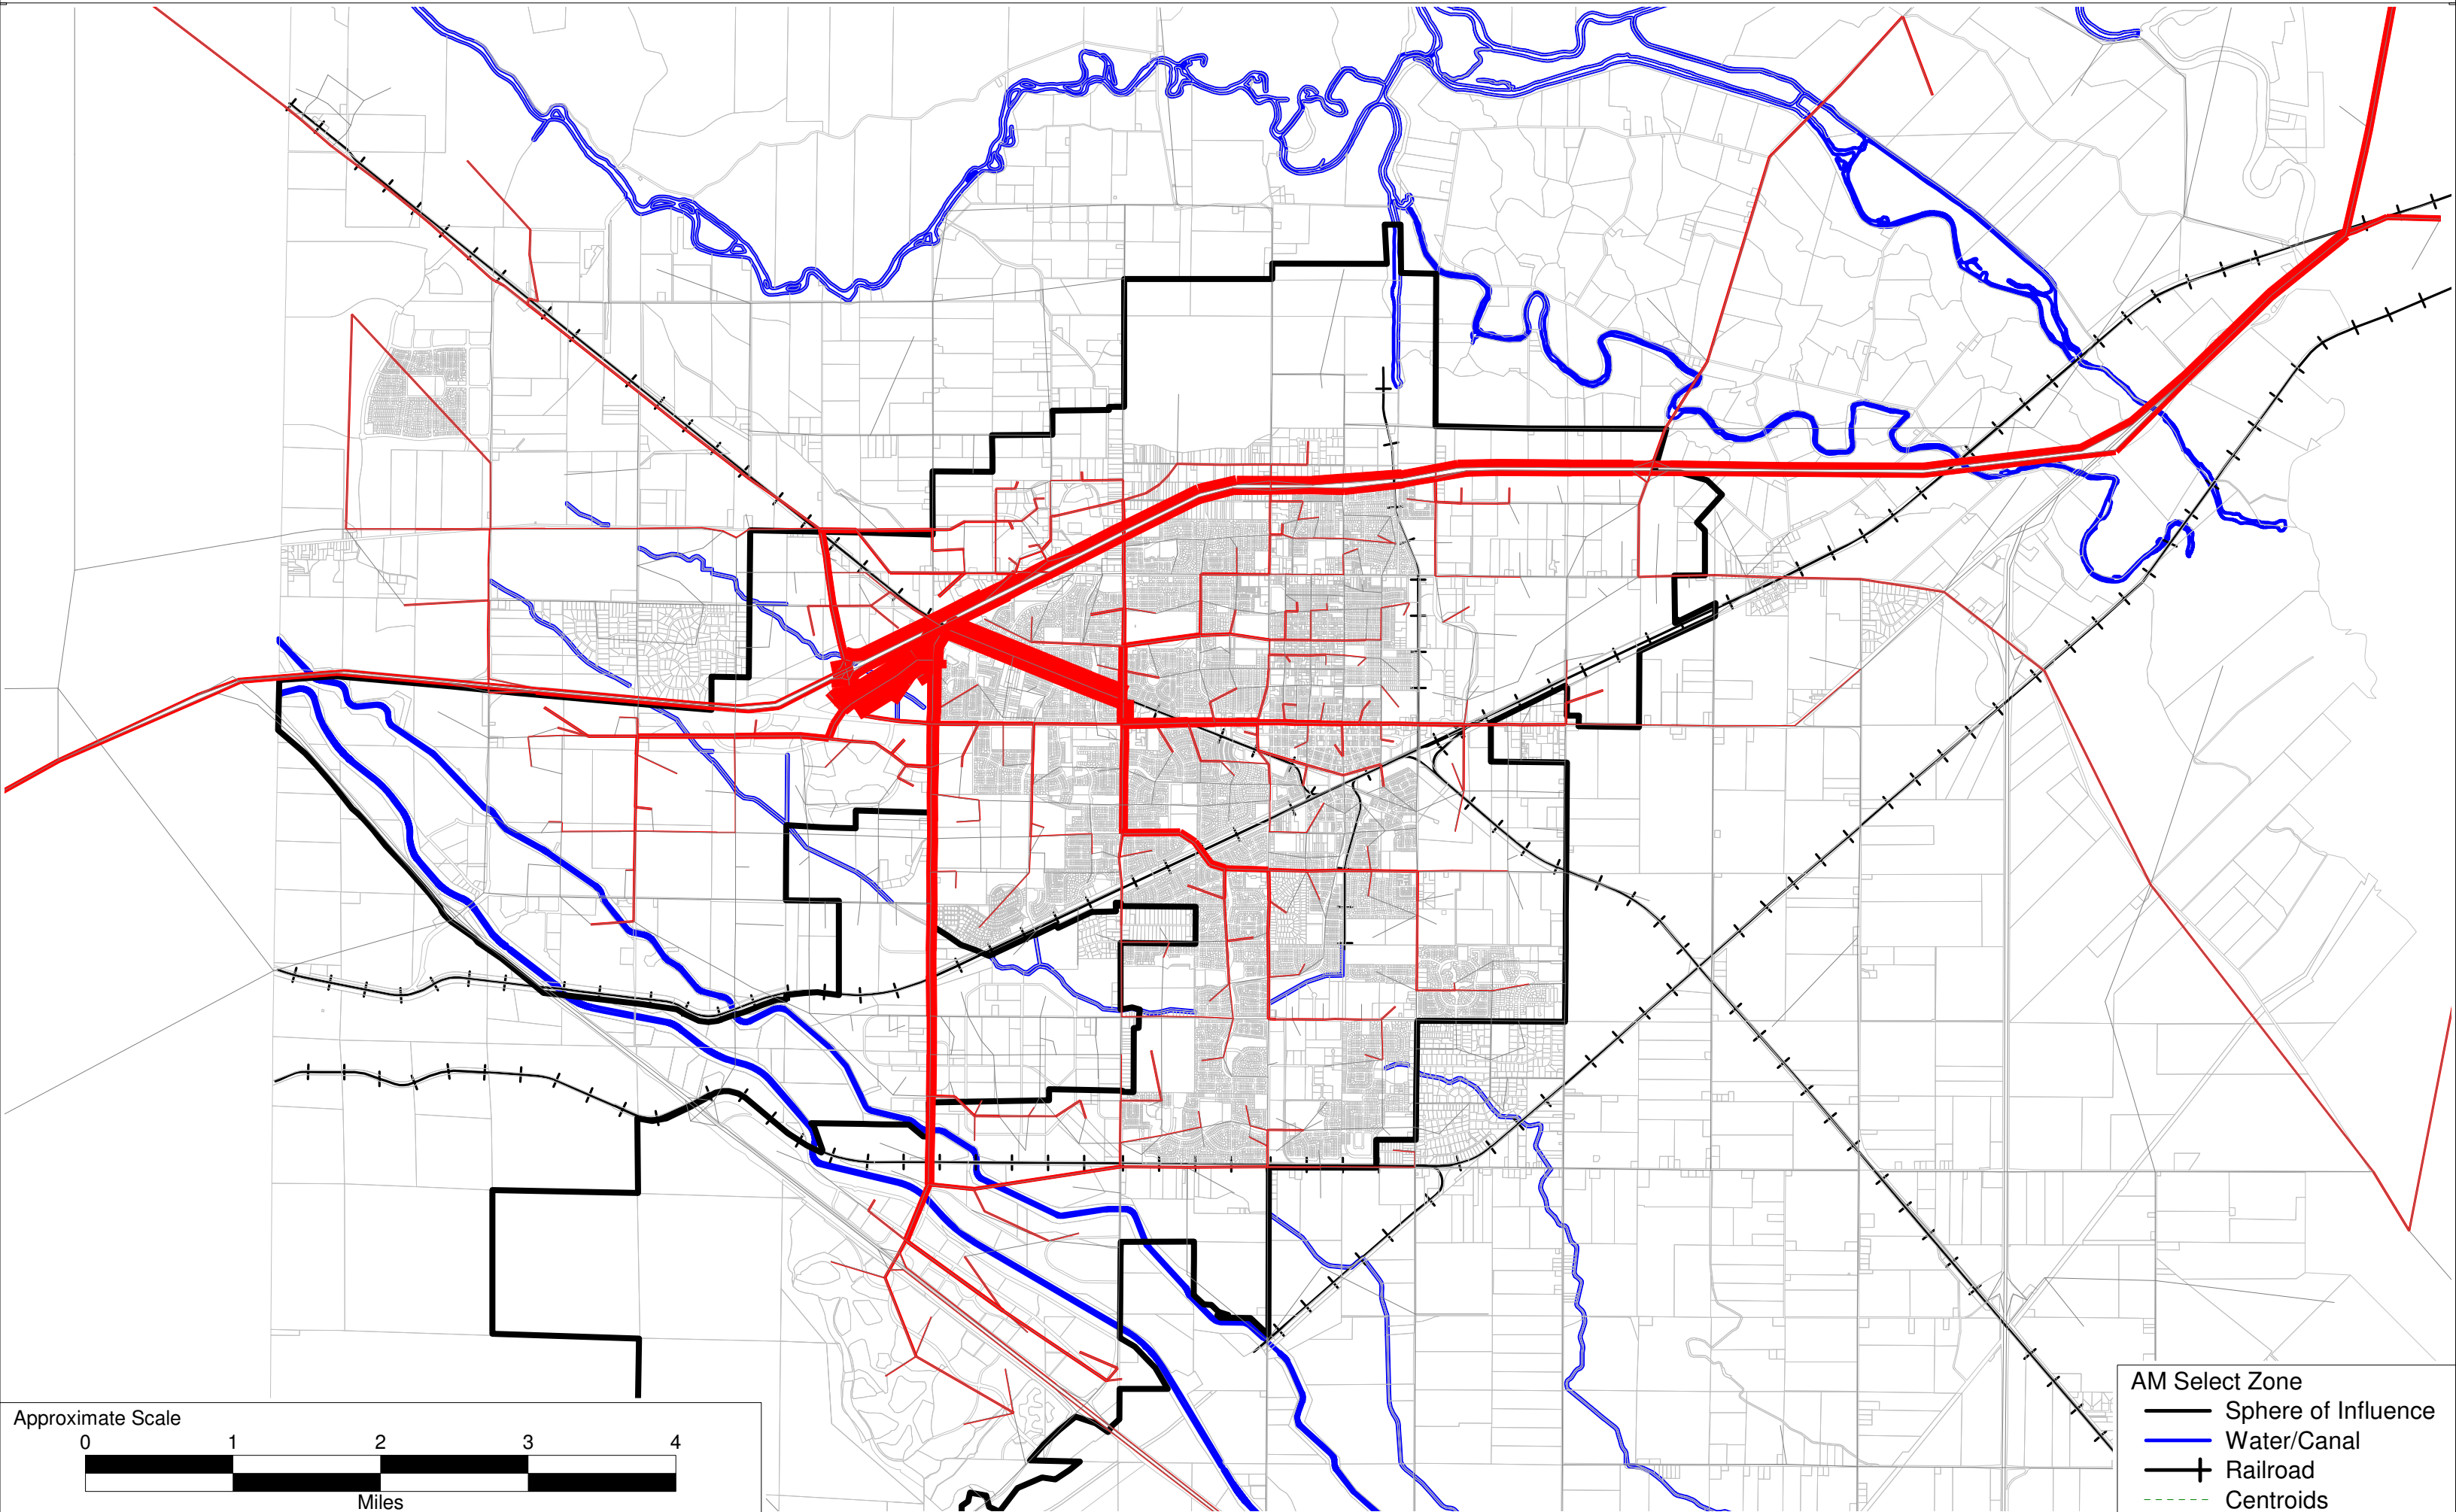 Approximate Scale
0 1 2 3 4
Miles
AM Select Zone
Sphere of Influence
Water/Canal
Railroad
Centroids